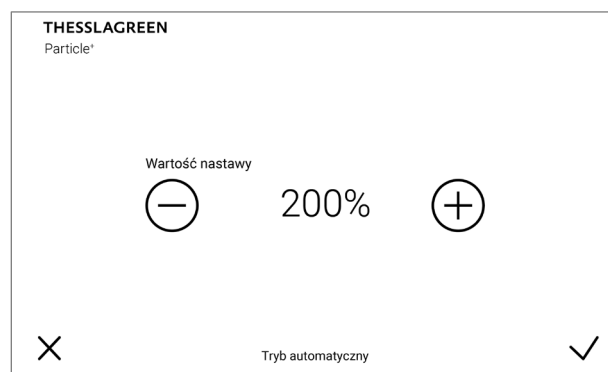 THESSLAGREEN
Particle⁺
Wartość nastawy
200%
Tryb automatyczny